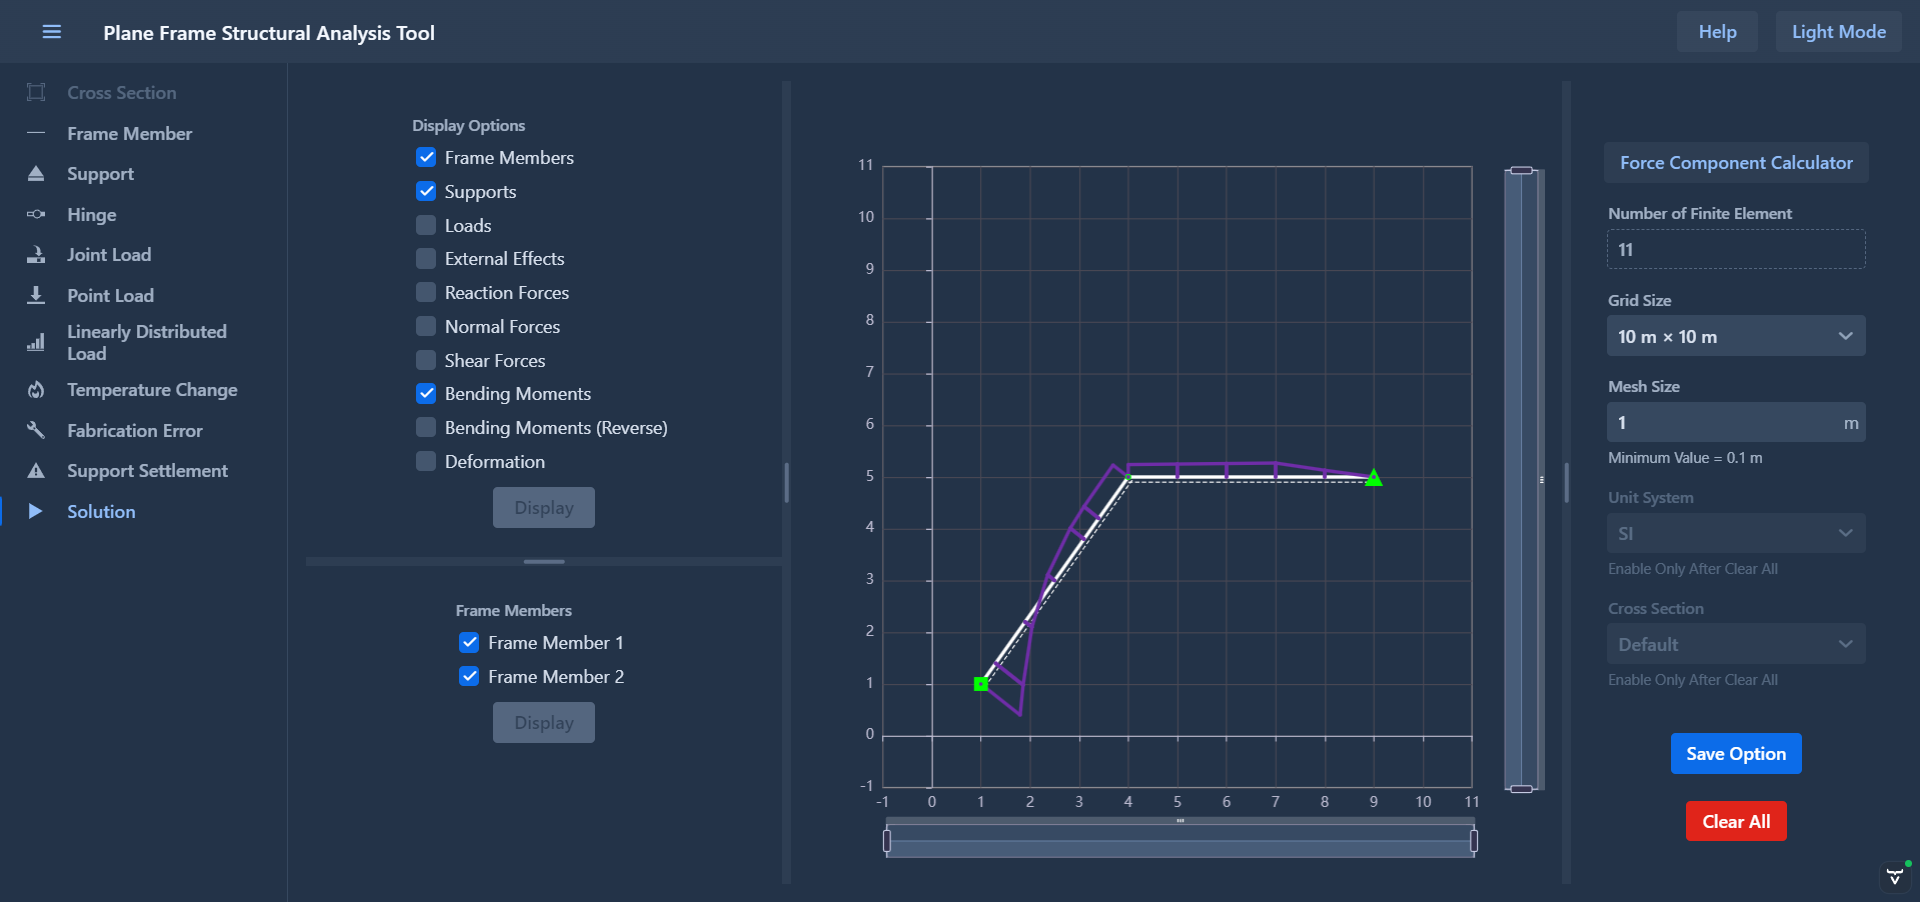 Plane Frame Structural Analysis Tool
Help
Light Mode
Cross Section
Frame Member
Support
Hinge
Joint Load
Point Load
Linearly Distributed
Load
Temperature Change
Fabrication Error
Support Settlement
Solution
Display Options
Frame Members
Supports
Loads
External Effects
Reaction Forces
Normal Forces
Shear Forces
Bending Moments
Bending Moments (Reverse)
Deformation
Display
Frame Members
Frame Member 1
Frame Member 2
Display
11
10
9
8
7
6
5
4
3
2
1
0
-1
-1 0 1 2 3 4 5 6 7 8 9 10 11
Force Component Calculator
Number of Finite Element
11
Grid Size
10 m × 10 m
Mesh Size
1 m
Minimum Value = 0.1 m
Unit System
SI
Enable Only After Clear All
Cross Section
Default
Enable Only After Clear All
Save Option
Clear All